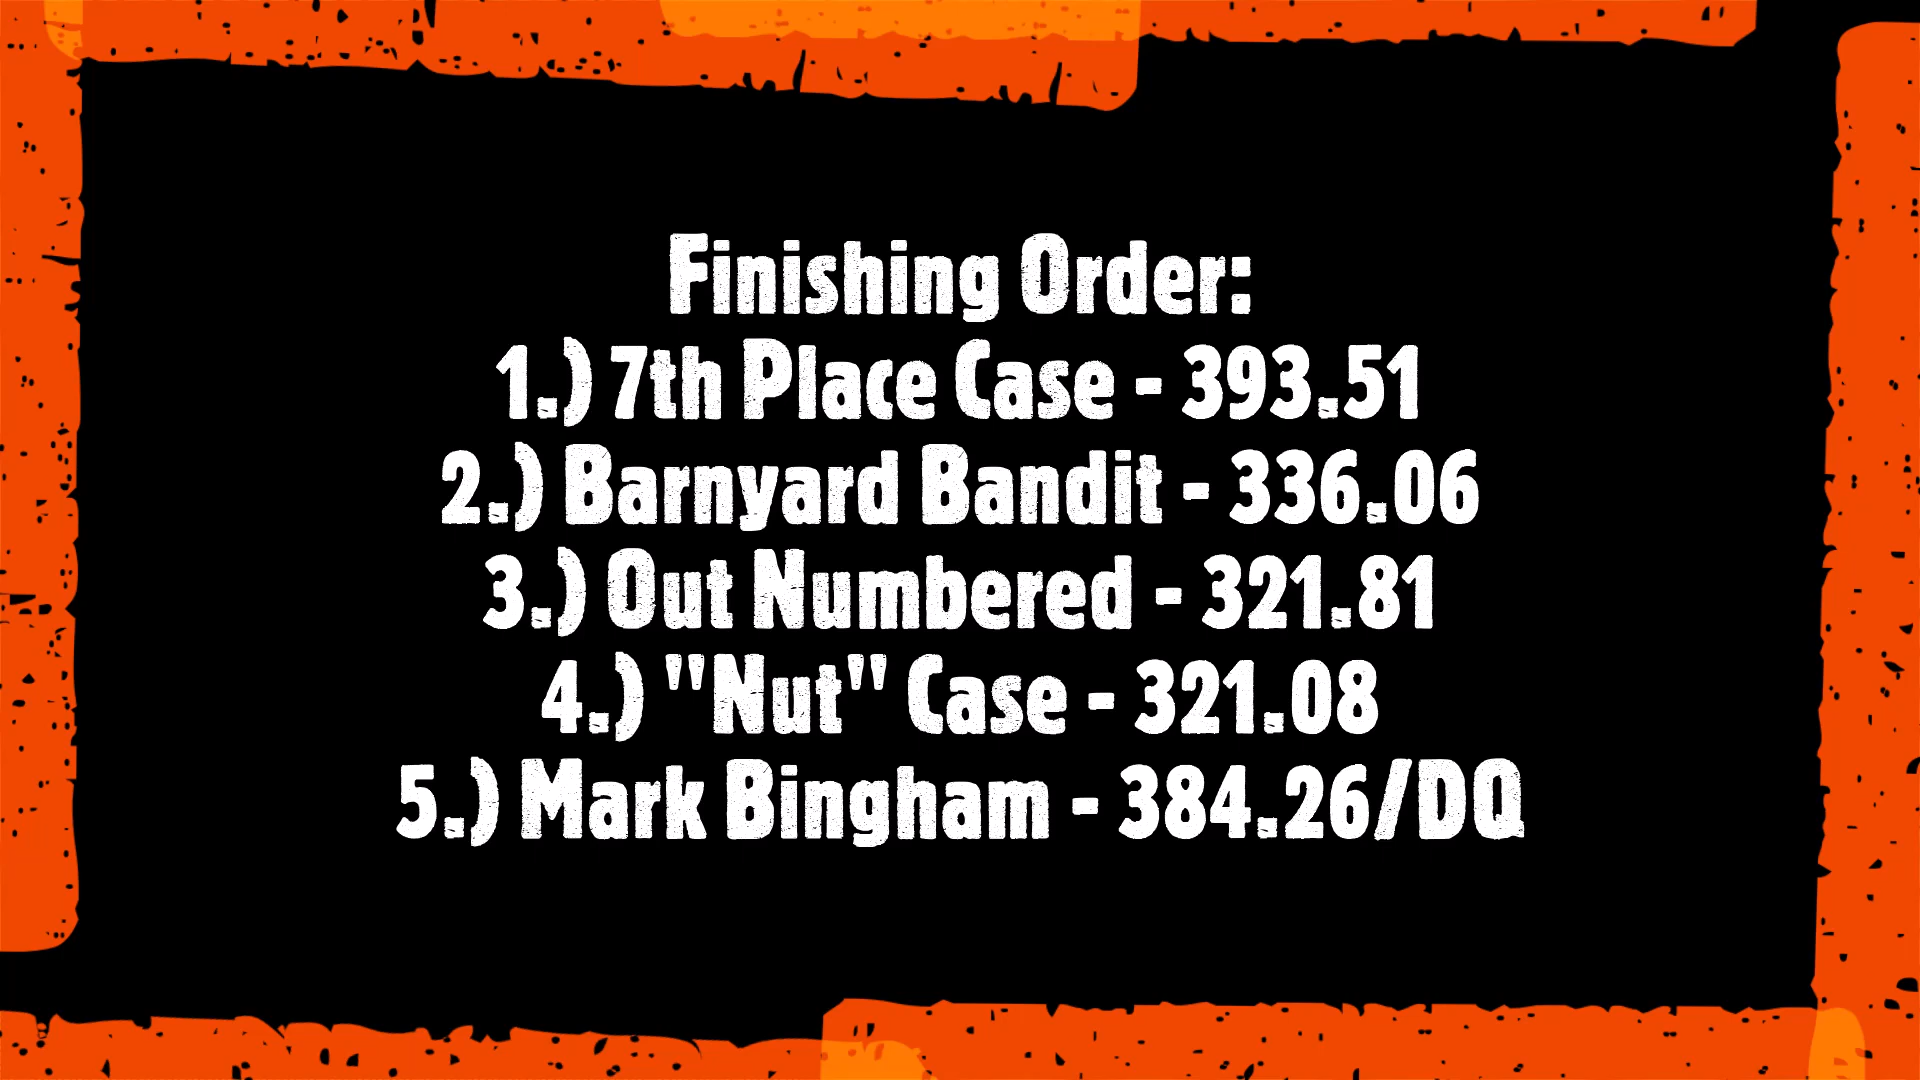 Finishing Order:
1.) 7th Place Case - 393.51
2.) Barnyard Bandit - 336.06
3.) Out Numbered - 321.81
4.) "Nut" Case - 321.08
5.) Mark Bingham - 384.26/DQ